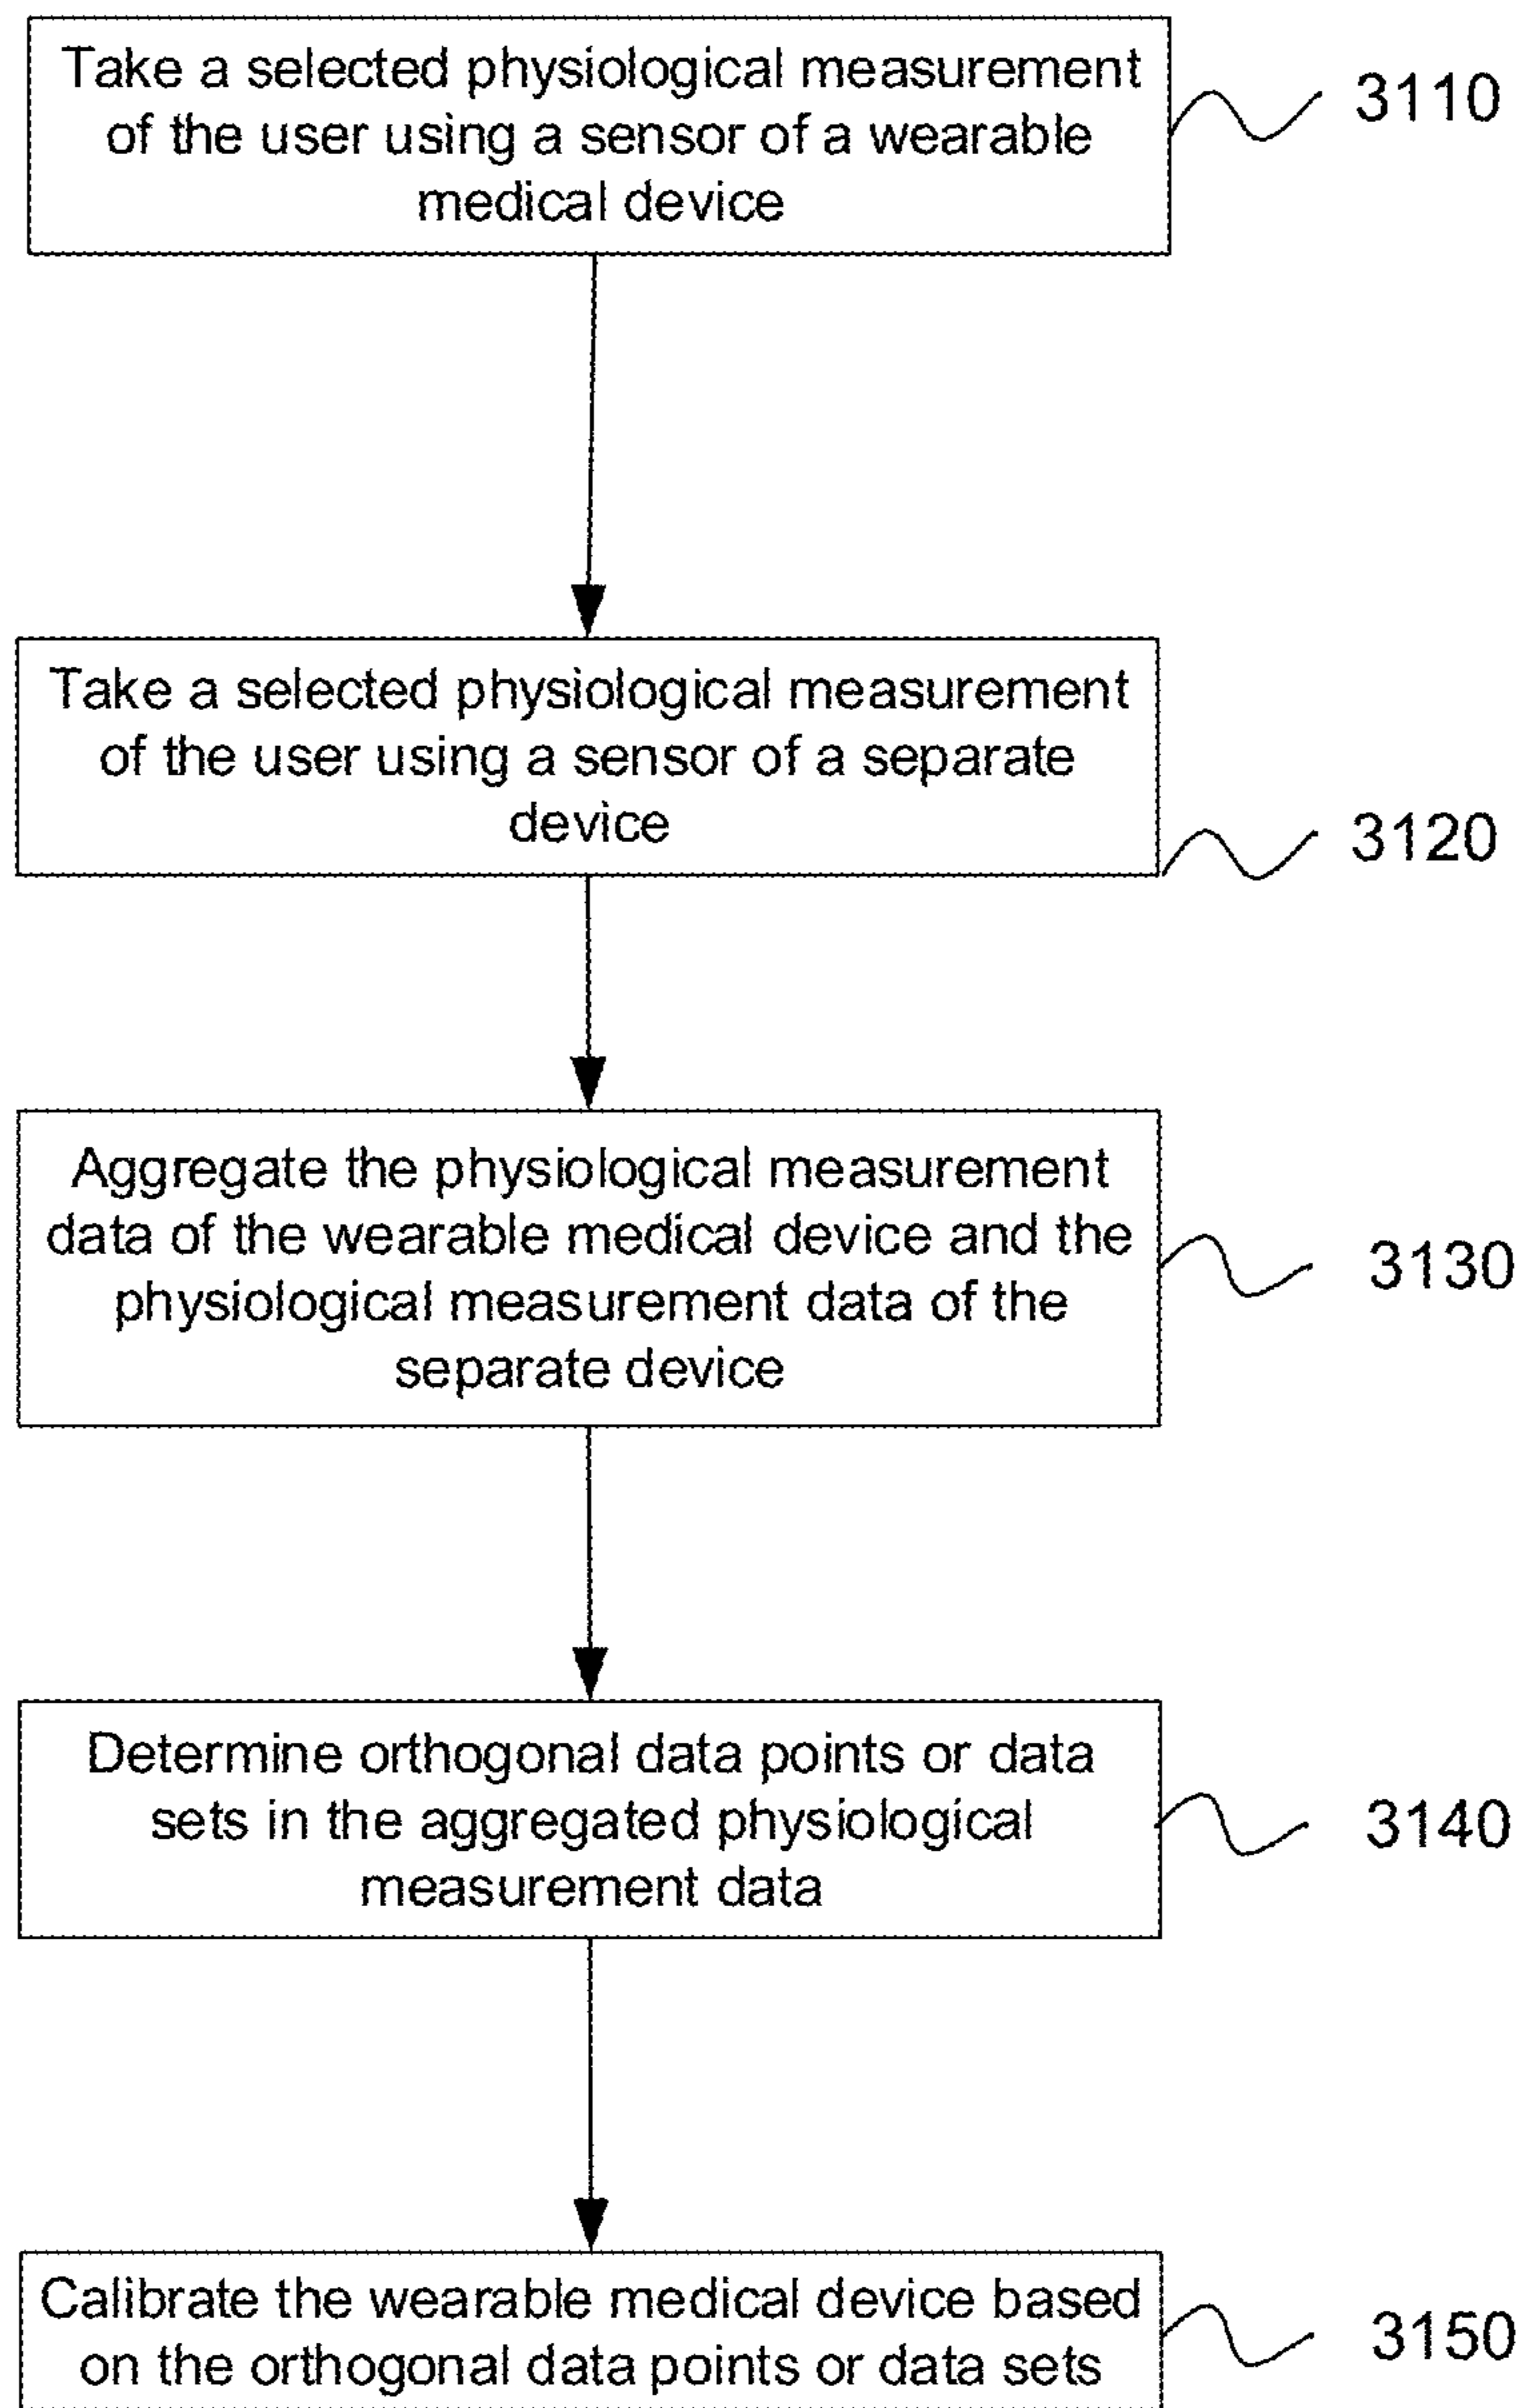 Take a selected physiological measurement
of the user using a sensor of a wearable
medical device
3110
Take a selected physiological measurement
of the user using a sensor of a separate
device
3120
Aggregate the physiological measurement
data of the wearable medical device and the
physiological measurement data of the
separate device
3130
Determine orthogonal data points or data
sets in the aggregated physiological
measurement data
3140
Calibrate the wearable medical device based
on the orthogonal data points or data sets
3150